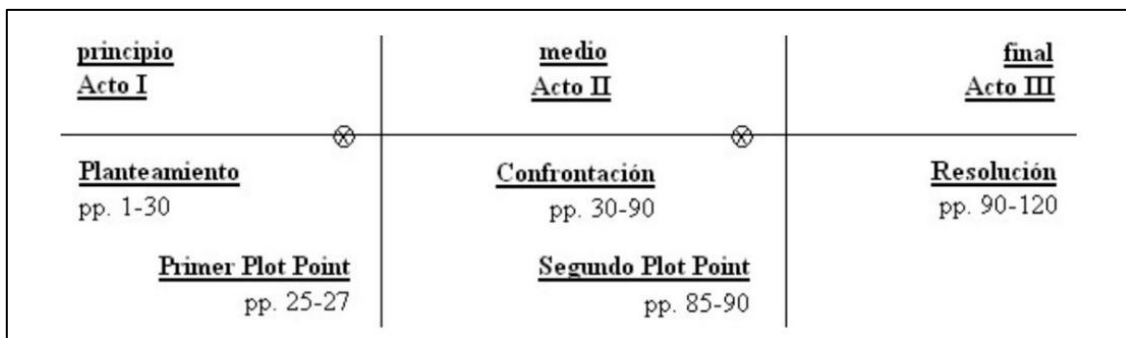 principio
Acto I
medio
Acto II
final
Acto III
Planteamiento
pp. 1-30
Primer Plot Point
pp. 25-27
Confrontación
pp. 30-90
Segundo Plot Point
pp. 85-90
Resolución
pp. 90-120